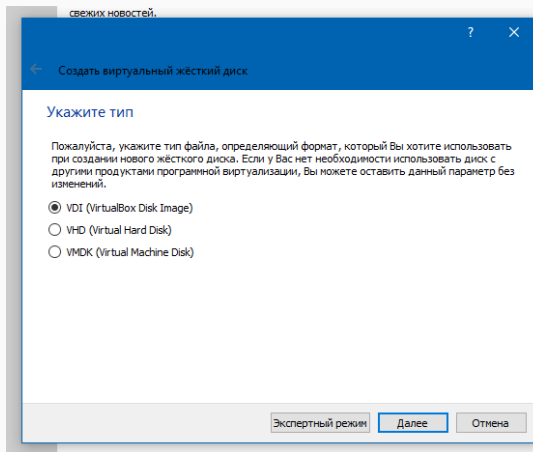 свежих новостей.
?
Создать виртуальный жёсткий диск
Укажите тип
Пожалуйста, укажите тип файла, определяющий формат, который Вы хотите использовать
при создании нового жёсткого диска. Если у Вас нет необходимости использовать диск с
другими продуктами программной виртуализации, Вы можете оставить данный параметр без
изменений.
VDI (VirtualBox Disk Image)
VHD (Virtual Hard Disk)
VMDK (Virtual Machine Disk)
Экспертный режим Далее Отмена